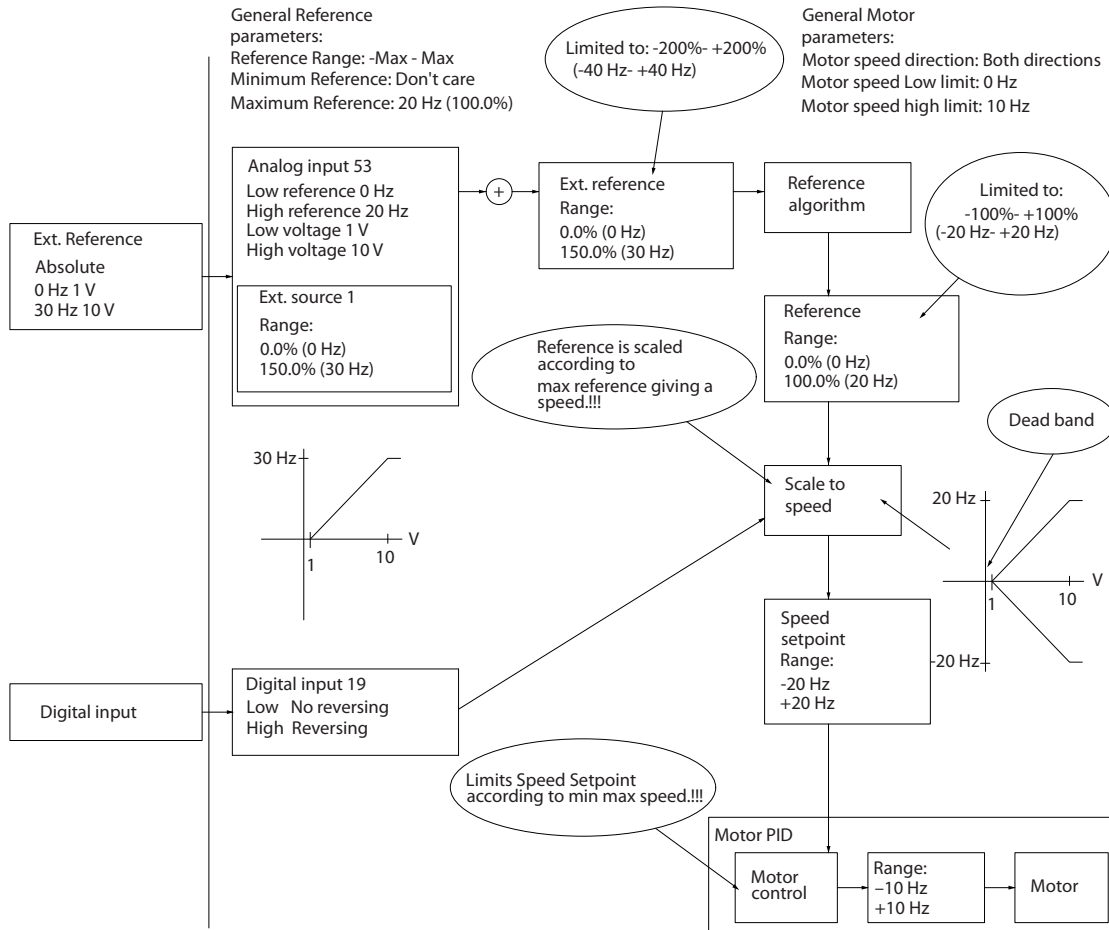 General Reference
parameters:
Reference Range: -Max - Max
Minimum Reference: Don't care
Maximum Reference: 20 Hz (100.0%)
Limited to: -200%- +200%
(-40 Hz- +40 Hz)
General Motor
parameters:
Motor speed direction: Both directions
Motor speed Low limit: 0 Hz
Motor speed high limit: 10 Hz
Ext. Reference
Absolute
0 Hz 1 V
30 Hz 10 V
Analog input 53
Low reference 0 Hz
High reference 20 Hz
Low voltage 1 V
High voltage 10 V
Ext. source 1
Range:
0.0% (0 Hz)
150.0% (30 Hz)
+
Ext. reference
Range:
0.0% (0 Hz)
150.0% (30 Hz)
Reference
algorithm
Limited to:
-100%- +100%
(-20 Hz- +20 Hz)
Reference
Range:
0.0% (0 Hz)
100.0% (20 Hz)
Reference is scaled
according to
max reference giving a
speed.!!!
Dead band
30 Hz
1
10
V
Scale to
speed
20 Hz
V
1
10
-20 Hz
Speed
setpoint
Range:
-20 Hz
+20 Hz
Digital input
Digital input 19
Low No reversing
High Reversing
Limits Speed Setpoint
according to min max speed.!!!
Motor PID
Motor
control
Range:
–10 Hz
+10 Hz
Motor